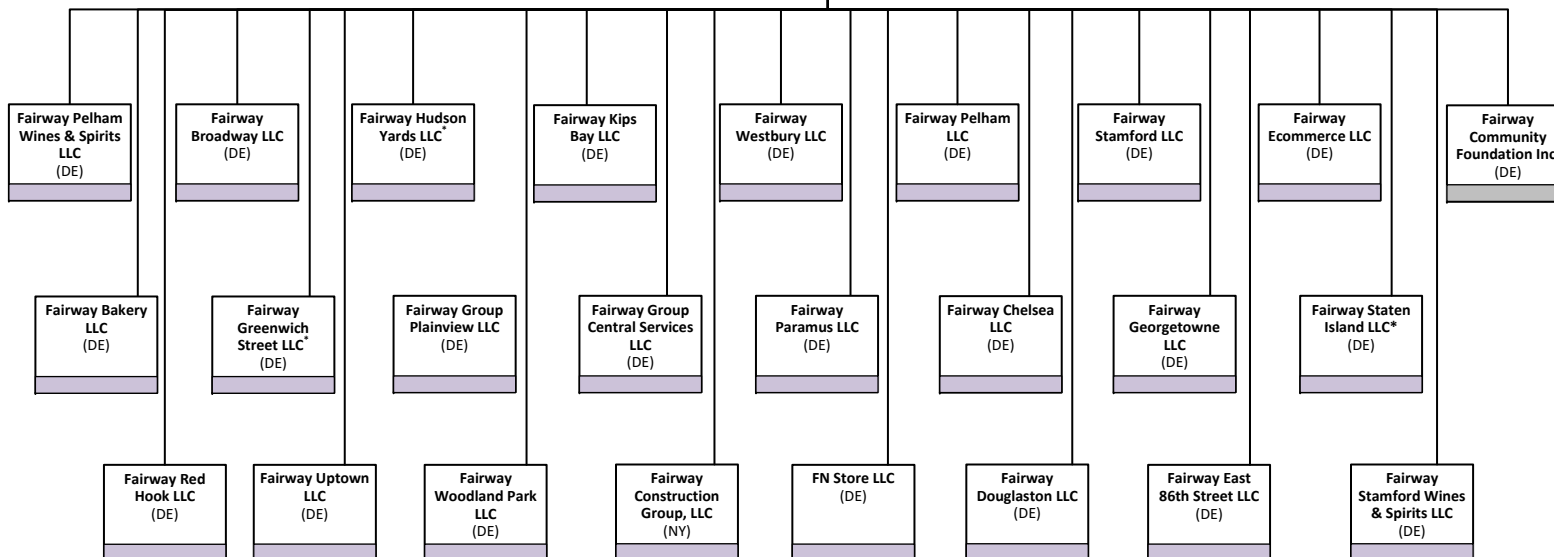 Fairway Pelham
Wines & Spirits
LLC
(DE)
Fairway
Broadway LLC
(DE)
Fairway Hudson
Yards LLC*
(DE)
Fairway Kips
Bay LLC
(DE)
Fairway
Westbury LLC
(DE)
Fairway Pelham
LLC
(DE)
Fairway
Stamford LLC
(DE)
Fairway
Ecommerce LLC
(DE)
Fairway
Community
Foundation Inc
(DE)
Fairway Bakery
LLC
(DE)
Fairway
Greenwich
Street LLC*
(DE)
Fairway Group
Plainview LLC
(DE)
Fairway Group
Central Services
LLC
(DE)
Fairway
Paramus LLC
(DE)
Fairway Chelsea
LLC
(DE)
Fairway
Georgetowne
LLC
(DE)
Fairway Staten
Island LLC*
(DE)
Fairway Red
Hook LLC
(DE)
Fairway Uptown
LLC
(DE)
Fairway
Woodland Park
LLC
(DE)
Fairway
Construction
Group, LLC
(NY)
FN Store LLC
(DE)
Fairway
Douglaston LLC
(DE)
Fairway East
86th Street LLC
(DE)
Fairway
Stamford Wines
& Spirits LLC
(DE)